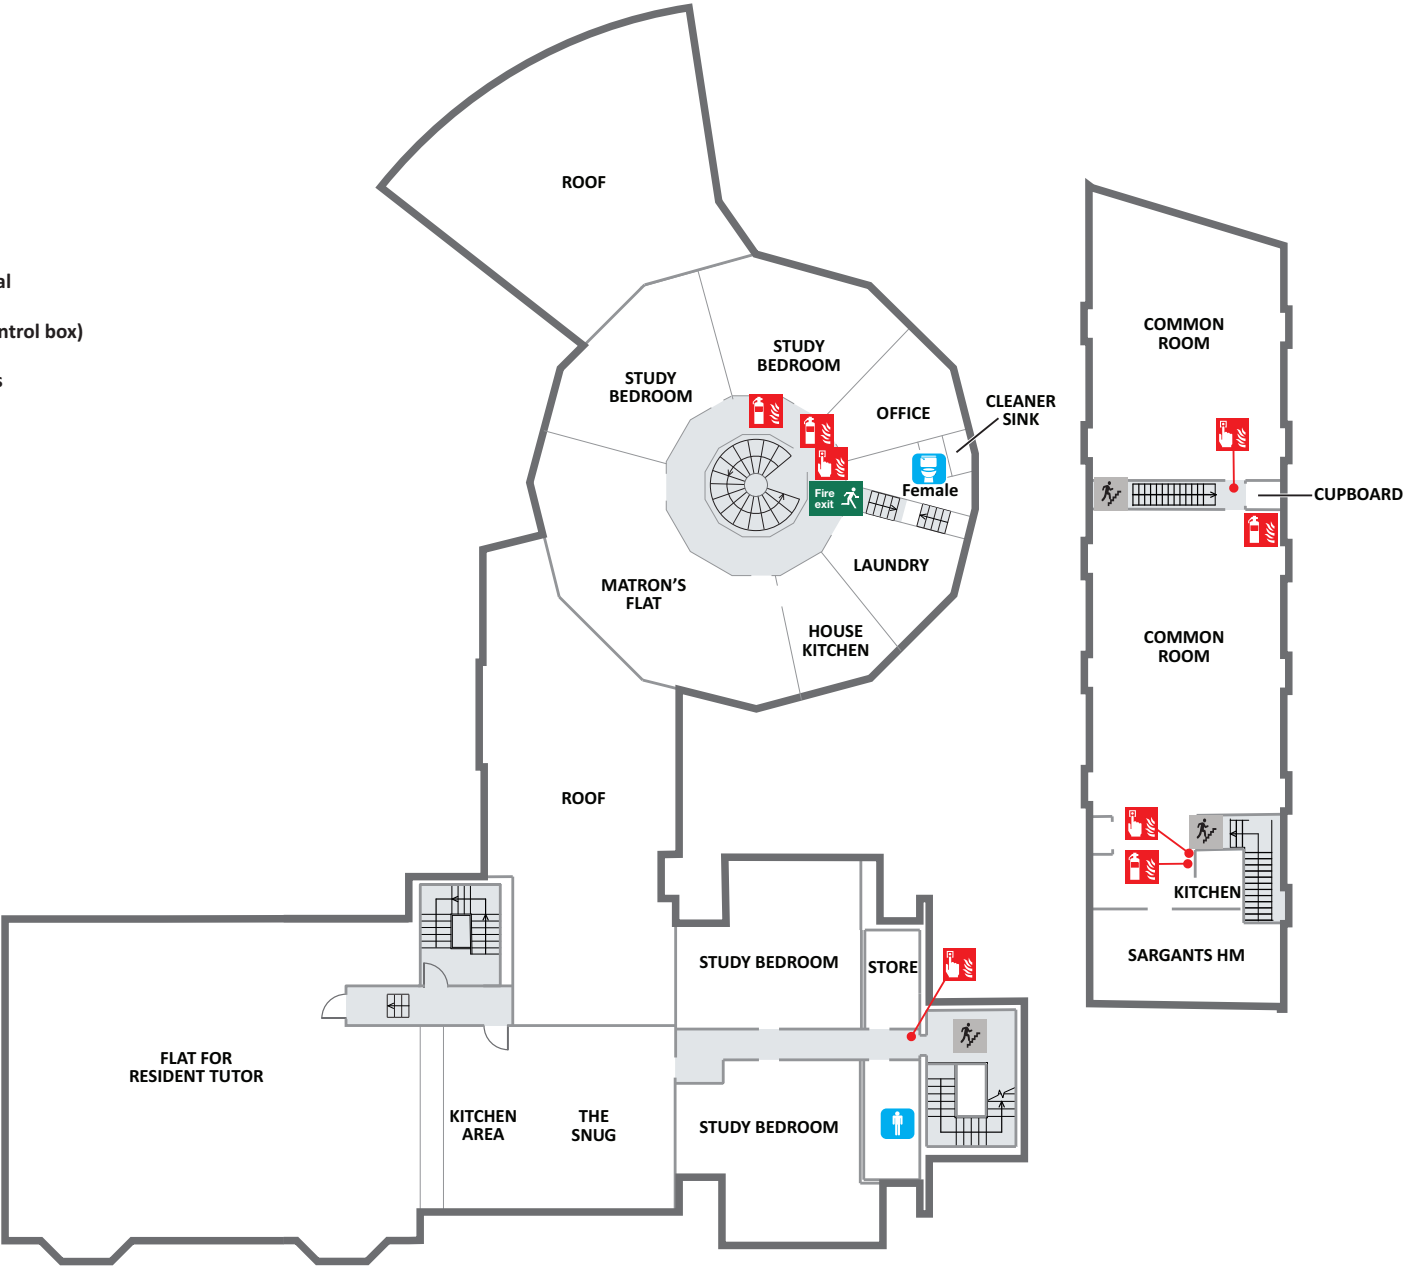 al
ntrol box)
s
ROOF
STUDY
BEDROOM
STUDY
BEDROOM
OFFICE
CLEANER
SINK
Female
Fire
exit
LAUNDRY
MATRON'S
FLAT
HOUSE
KITCHEN
ROOF
COMMON
ROOM
CUPBOARD
COMMON
ROOM
KITCHEN
SARGANTS HM
STUDY BEDROOM
STORE
FLAT FOR
RESIDENT TUTOR
KITCHEN
AREA
THE
SNUG
STUDY BEDROOM